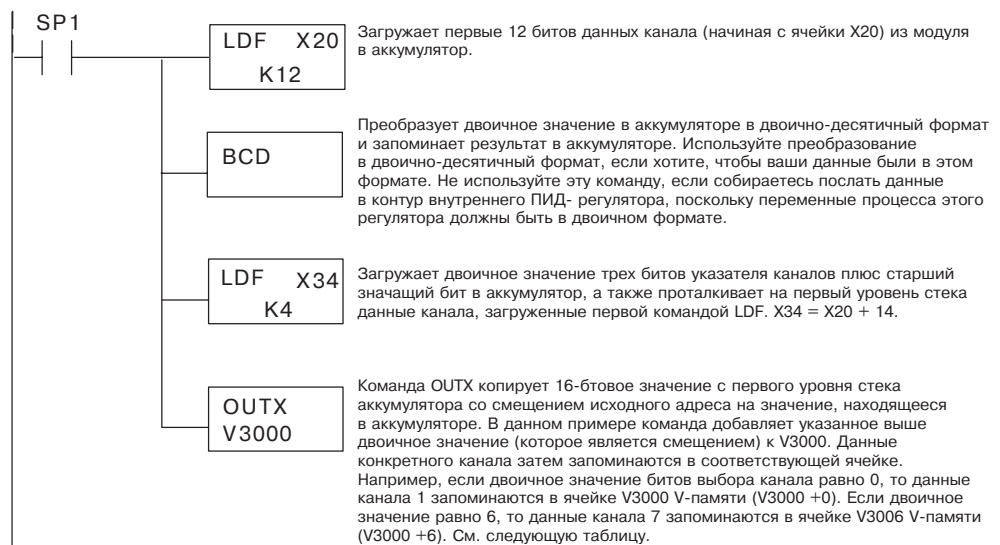 SP1
LDF X20
K12
Загружает первые 12 битов данных канала (начиная с ячейки X20) из модуля
в аккумулятор.
BCD
Преобразует двоичное значение в аккумуляторе в двоично-десятичный формат
и запоминает результат в аккумуляторе. Используйте преобразование
в двоично-десятичный формат, если хотите, чтобы ваши данные были в этом
формате. Не используйте эту команду, если собираетесь послать данные
в контур внутреннего ПИД- регулятора, поскольку переменные процесса этого
регулятора должны быть в двоичном формате.
LDF X34
K4
Загружает двоичное значение трех битов указателя каналов плюс старший
значащий бит в аккумулятор, а также проталкивает на первый уровень стека
данные канала, загруженные первой командой LDF. X34 = X20 + 14.
OUTX
V3000
Команда OUTX копирует 16-бтовое значение с первого уровня стека
аккумулятора со смещением исходного адреса на значение, находящееся
в аккумуляторе. В данном примере команда добавляет указанное выше
двоичное значение (которое является смещением) к V3000. Данные
конкретного канала затем запоминаются в соответствующей ячейке.
Например, если двоичное значение битов выбора канала равно 0, то данные
канала 1 запоминаются в ячейке V3000 V-памяти (V3000 +0). Если двоичное
значение равно 6, то данные канала 7 запоминаются в ячейке V3006 V-памяти
(V3000 +6). См. следующую таблицу.